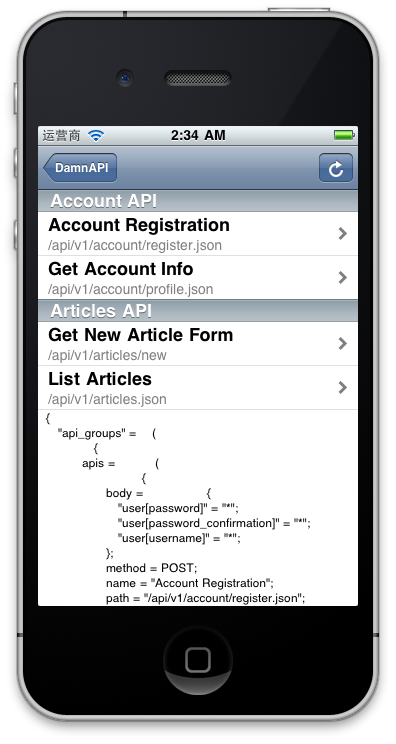 运营商 2:34 AM
DamnAPI
Account API
Account Registration
/api/v1/account/register.json
Get Account Info
/api/v1/account/profile.json
Articles API
Get New Article Form
/api/v1/articles/new
List Articles
/api/v1/articles.json
{
"api_groups" = (
{
apis = (
{
body = {
"user[password]" = "*";
"user[password_confirmation]" = "*";
"user[username]" = "*";
};
method = POST;
name = "Account Registration";
path = "/api/v1/account/register.json";